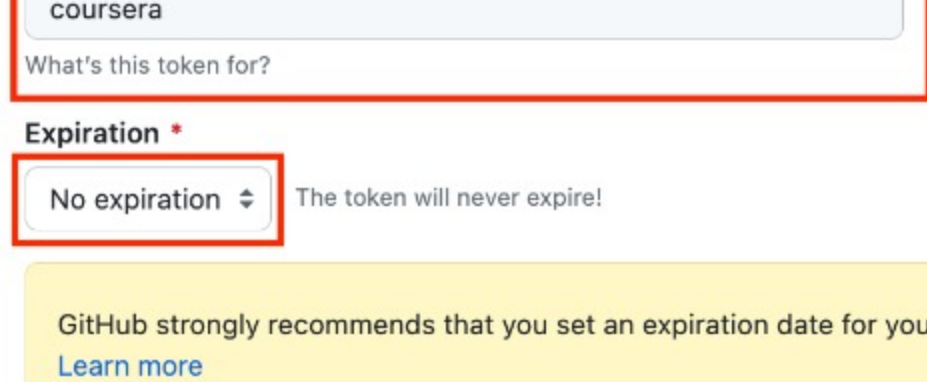 coursera
What's this token for?
Expiration *
No expiration The token will never expire!
GitHub strongly recommends that you set an expiration date for you
Learn more